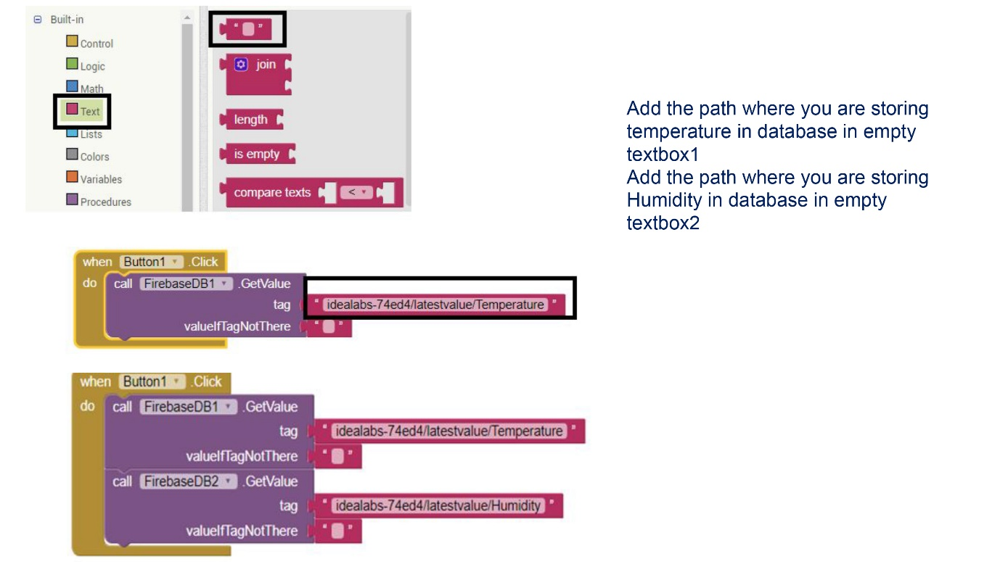 Built-in
Control
Logic
Math
Text
Lists
Colors
Variables
Procedures
“ ”
join
length
is empty
compare texts <
Add the path where you are storing
temperature in database in empty
textbox1
Add the path where you are storing
Humidity in database in empty
textbox2
when Button1 .Click
do call FirebaseDB1 .GetValue
tag “ idealabs-74ed4/latestvalue/Temperature ”
valueIfTagNotThere “ ”
when Button1 .Click
do call FirebaseDB1 .GetValue
tag “ idealabs-74ed4/latestvalue/Temperature ”
valueIfTagNotThere “ ”
call FirebaseDB2 .GetValue
tag “ idealabs-74ed4/latestvalue/Humidity ”
valueIfTagNotThere “ ”